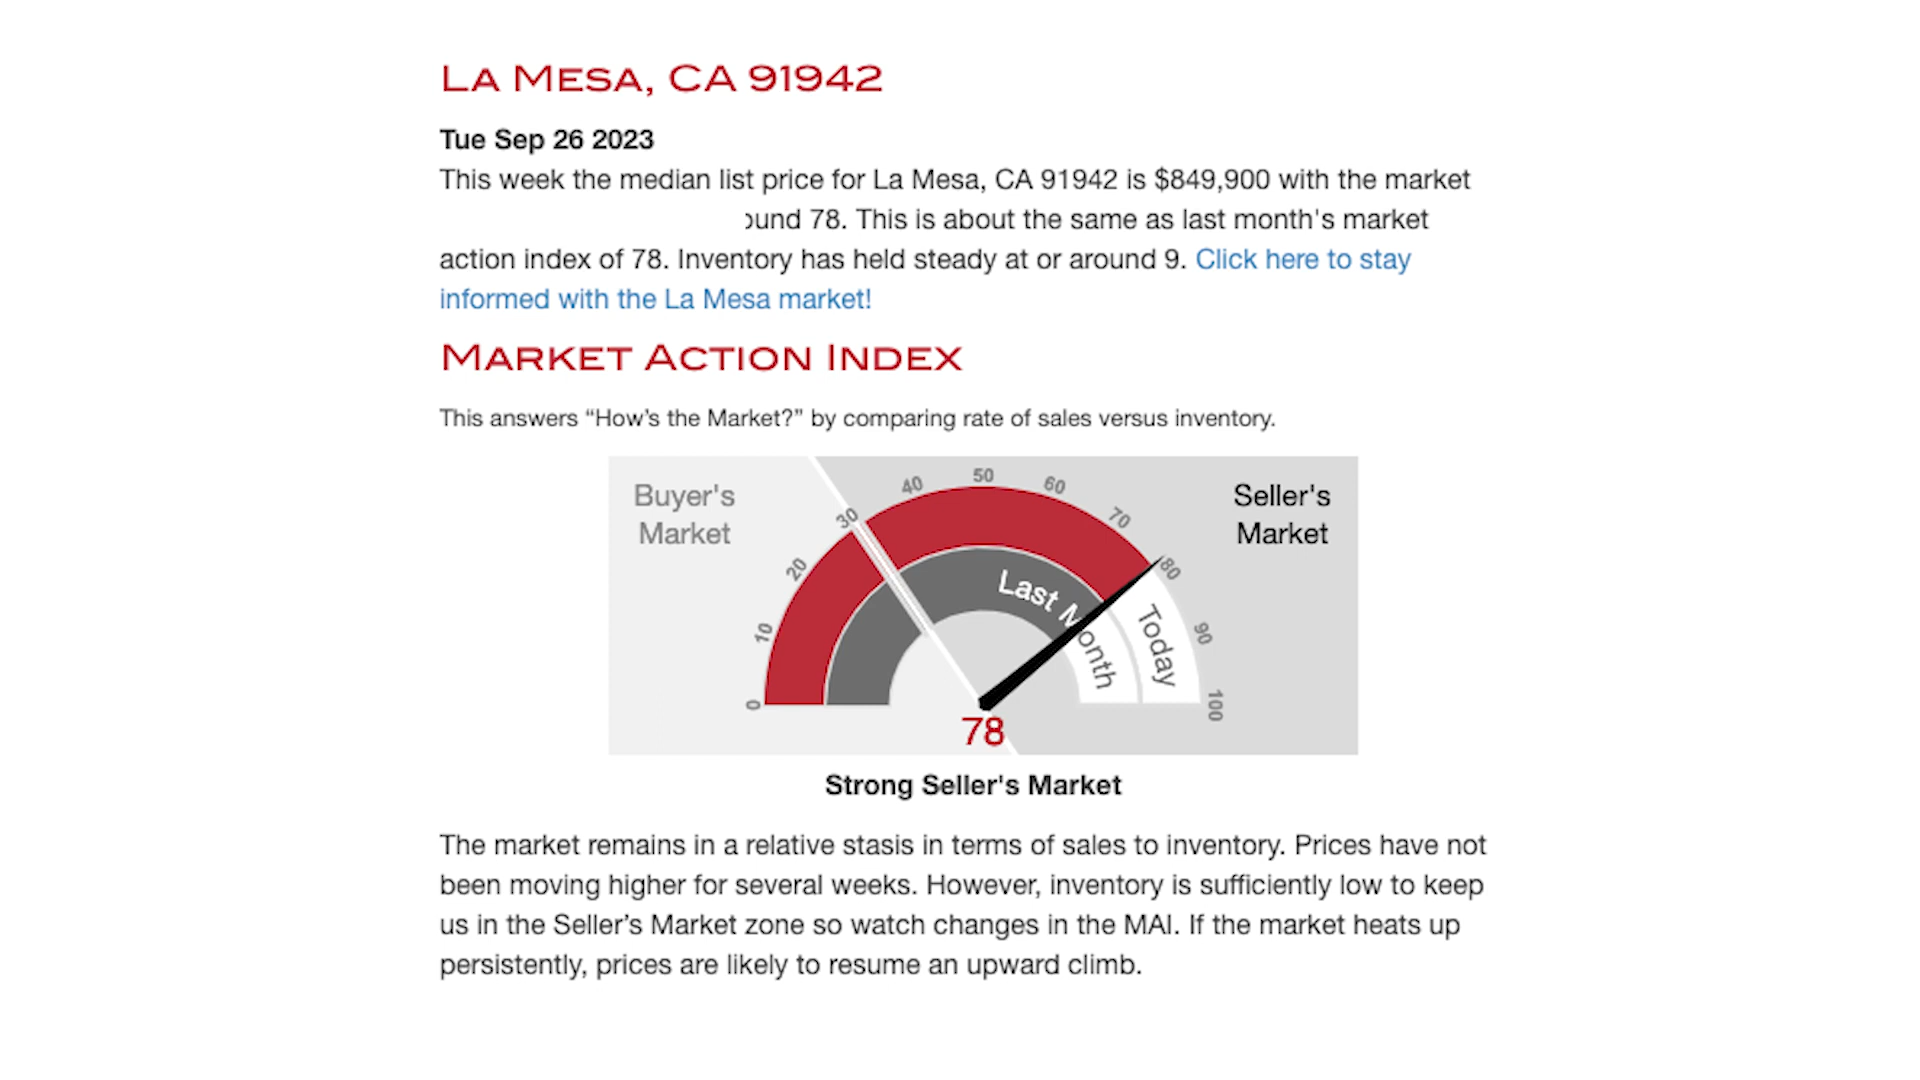 LA MESA, CA 91942
Tue Sep 26 2023
This week the median list price for La Mesa, CA 91942 is $849,900 with the market
78. This is about the same as last month's market
action index of 78. Inventory has held steady at or around 9. Click here to stay
informed with the La Mesa market!
MARKET ACTION INDEX
This answers “How’s the Market?” by comparing rate of sales versus inventory.
Buyer's
Market
Seller's
Market
0
10
20
30
40
50
60
70
80
90
100
Last Month
Today
78
Strong Seller's Market
The market remains in a relative stasis in terms of sales to inventory. Prices have not
been moving higher for several weeks. However, inventory is sufficiently low to keep
us in the Seller’s Market zone so watch changes in the MAI. If the market heats up
persistently, prices are likely to resume an upward climb.